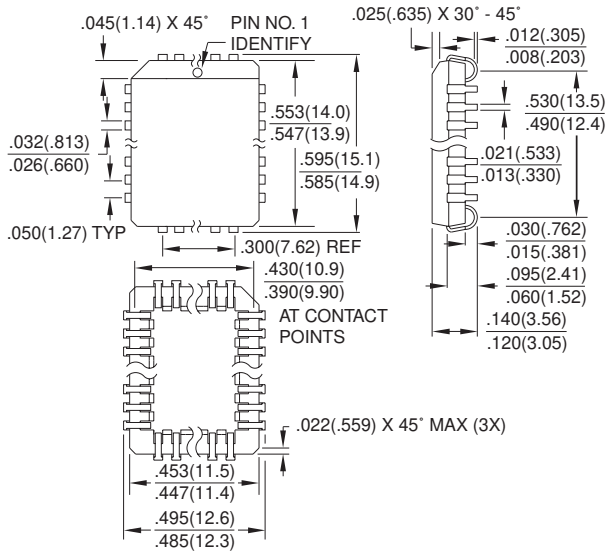 .045(1.14) X 45˚
PIN NO. 1
IDENTIFY
.025(.635) X 30˚ - 45˚
.012(.305)
.008(.203)
.553(14.0)
.547(13.9)
.530(13.5)
.490(12.4)
.032(.813)
.026(.660)
.595(15.1)
.585(14.9)
.021(.533)
.013(.330)
.050(1.27) TYP
.300(7.62) REF
.030(.762)
.015(.381)
.430(10.9)
.390(9.90)
AT CONTACT
POINTS
.095(2.41)
.060(1.52)
.140(3.56)
.120(3.05)
.022(.559) X 45˚ MAX (3X)
.453(11.5)
.447(11.4)
.495(12.6)
.485(12.3)